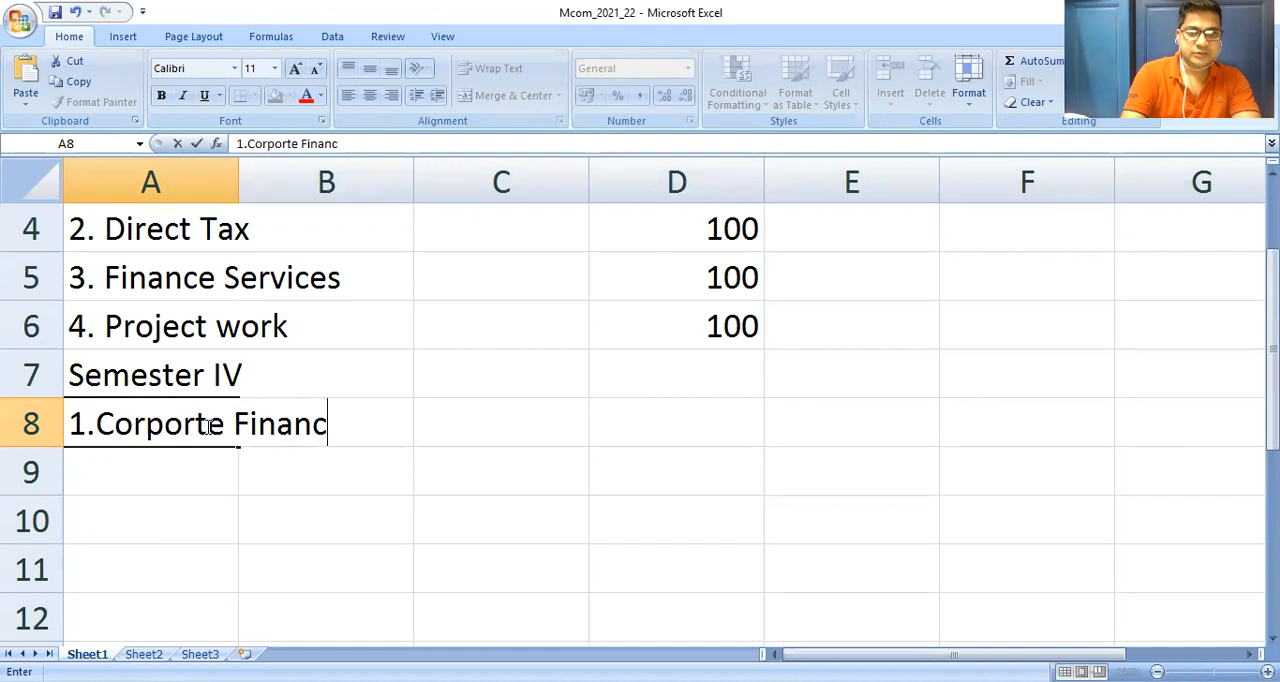 Mcom_2021_22 - Microsoft Excel
Home Insert Page Layout Formulas Data Review View
Paste Cut Copy Format Painter
Calibri 11 A A
B I U A
Wrap Text
Merge & Center
General
% ,
Conditional Formatting Format as Table Cell Styles
Insert Delete Format
Σ AutoSum
Fill
Clear
Clipboard Font Alignment Number Styles Cells Editing
A8 fx 1.Corporte Financ
A B C D E F G
4 2. Direct Tax 100
5 3. Finance Services 100
6 4. Project work 100
7 Semester IV
8 1.Corporte Financ
9
10
11
12
Sheet1 Sheet2 Sheet3
Enter